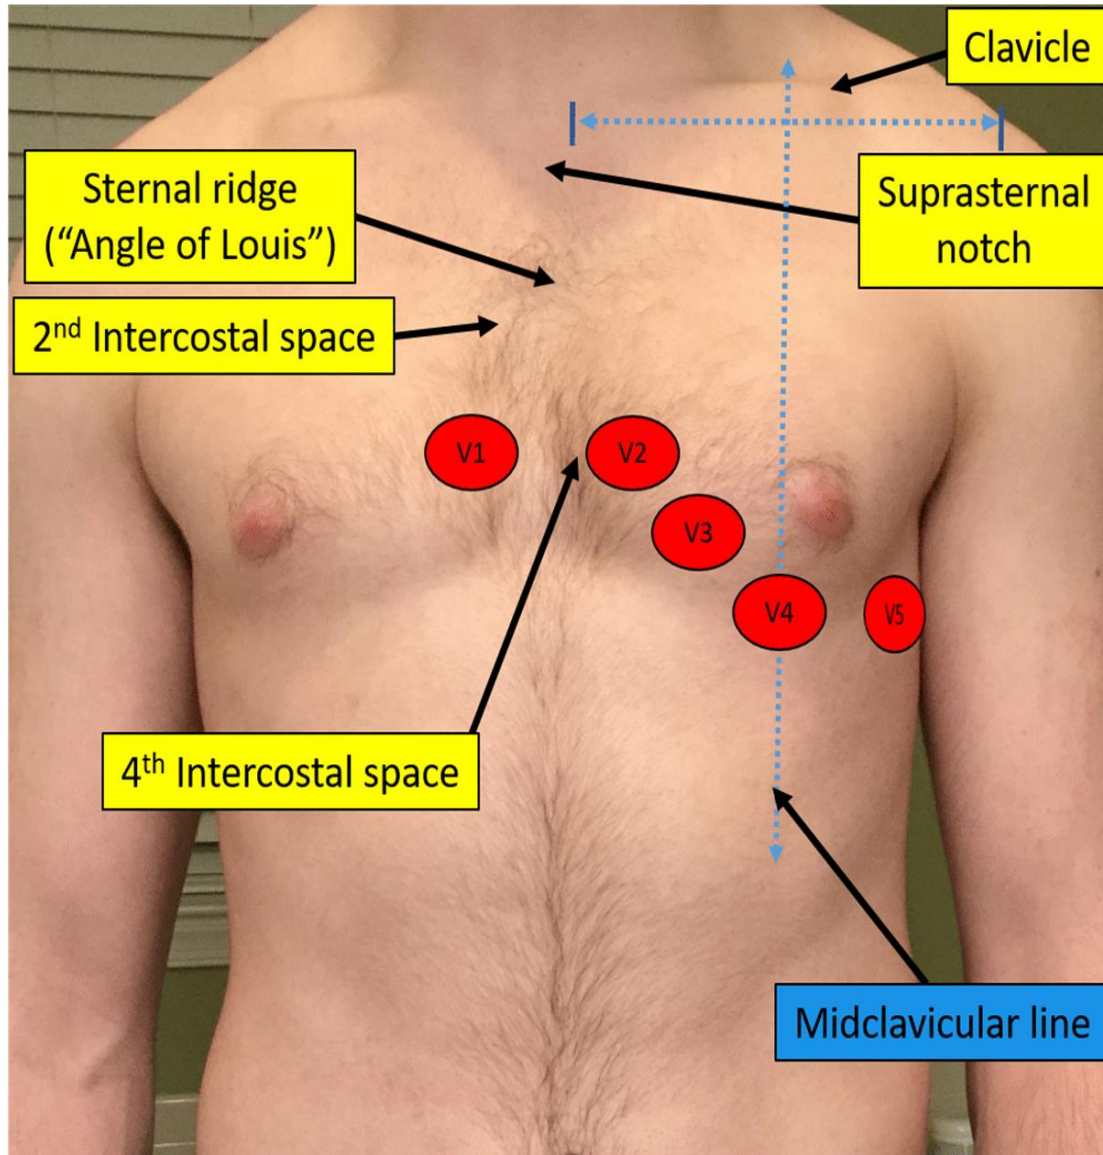 Clavicle
Sternal ridge
(“Angle of Louis”)
Suprasternal
notch
2nd Intercostal space
V1
V2
V3
V4
V5
4th Intercostal space
Midclavicular line